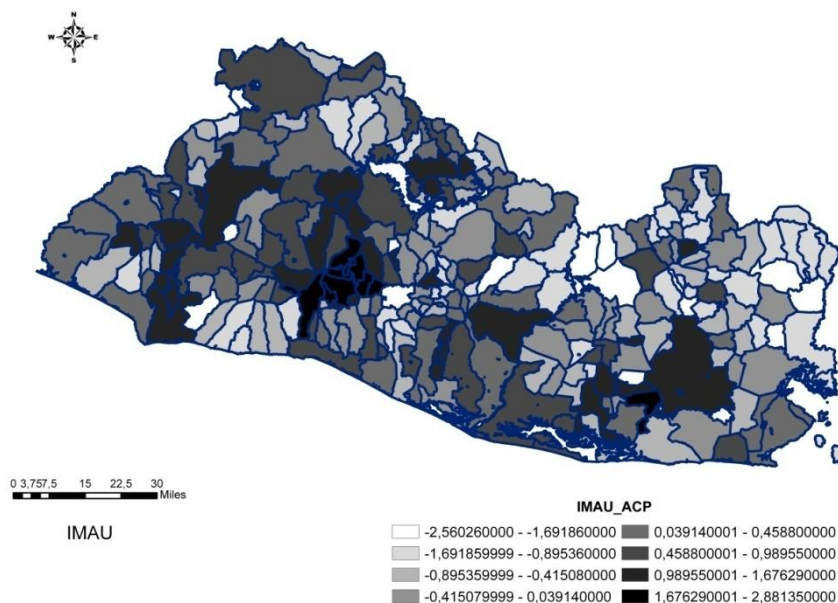 N
W E
S
0 3,757,5 15 22,5 30
Miles
IMAU
IMAU_ACP
-2,560260000 - -1,691860000 0,039140001 - 0,458800000
-1,691859999 - -0,895360000 0,458800001 - 0,989550000
-0,895359999 - -0,415080000 0,989550001 - 1,676290000
-0,415079999 - 0,039140000 1,676290001 - 2,881350000